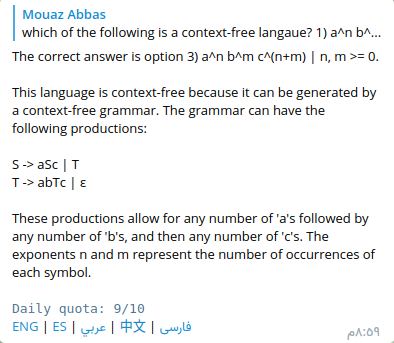 Mouaz Abbas
which of the following is a context-free langaue? 1) a^n b^...
The correct answer is option 3) a^n b^m c^(n+m) | n, m >= 0.
This language is context-free because it can be generated by
a context-free grammar. The grammar can have the
following productions:
S -> aSc | T
T -> abTc | ε
These productions allow for any number of 'a's followed by
any number of 'b's, and then any number of 'c's. The
exponents n and m represent the number of occurrences of
each symbol.
Daily quota: 9/10
ENG | ES | عربي | 中文 | فارسی
٨:٥٩م